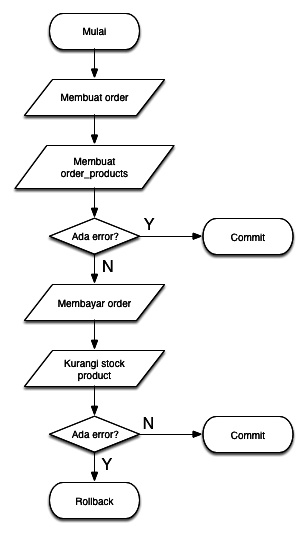 Mulai
Membuat order
Membuat
order_products
Ada error?
Y
Commit
N
Membayar order
Kurangi stock
product
Ada error?
N
Commit
Y
Rollback